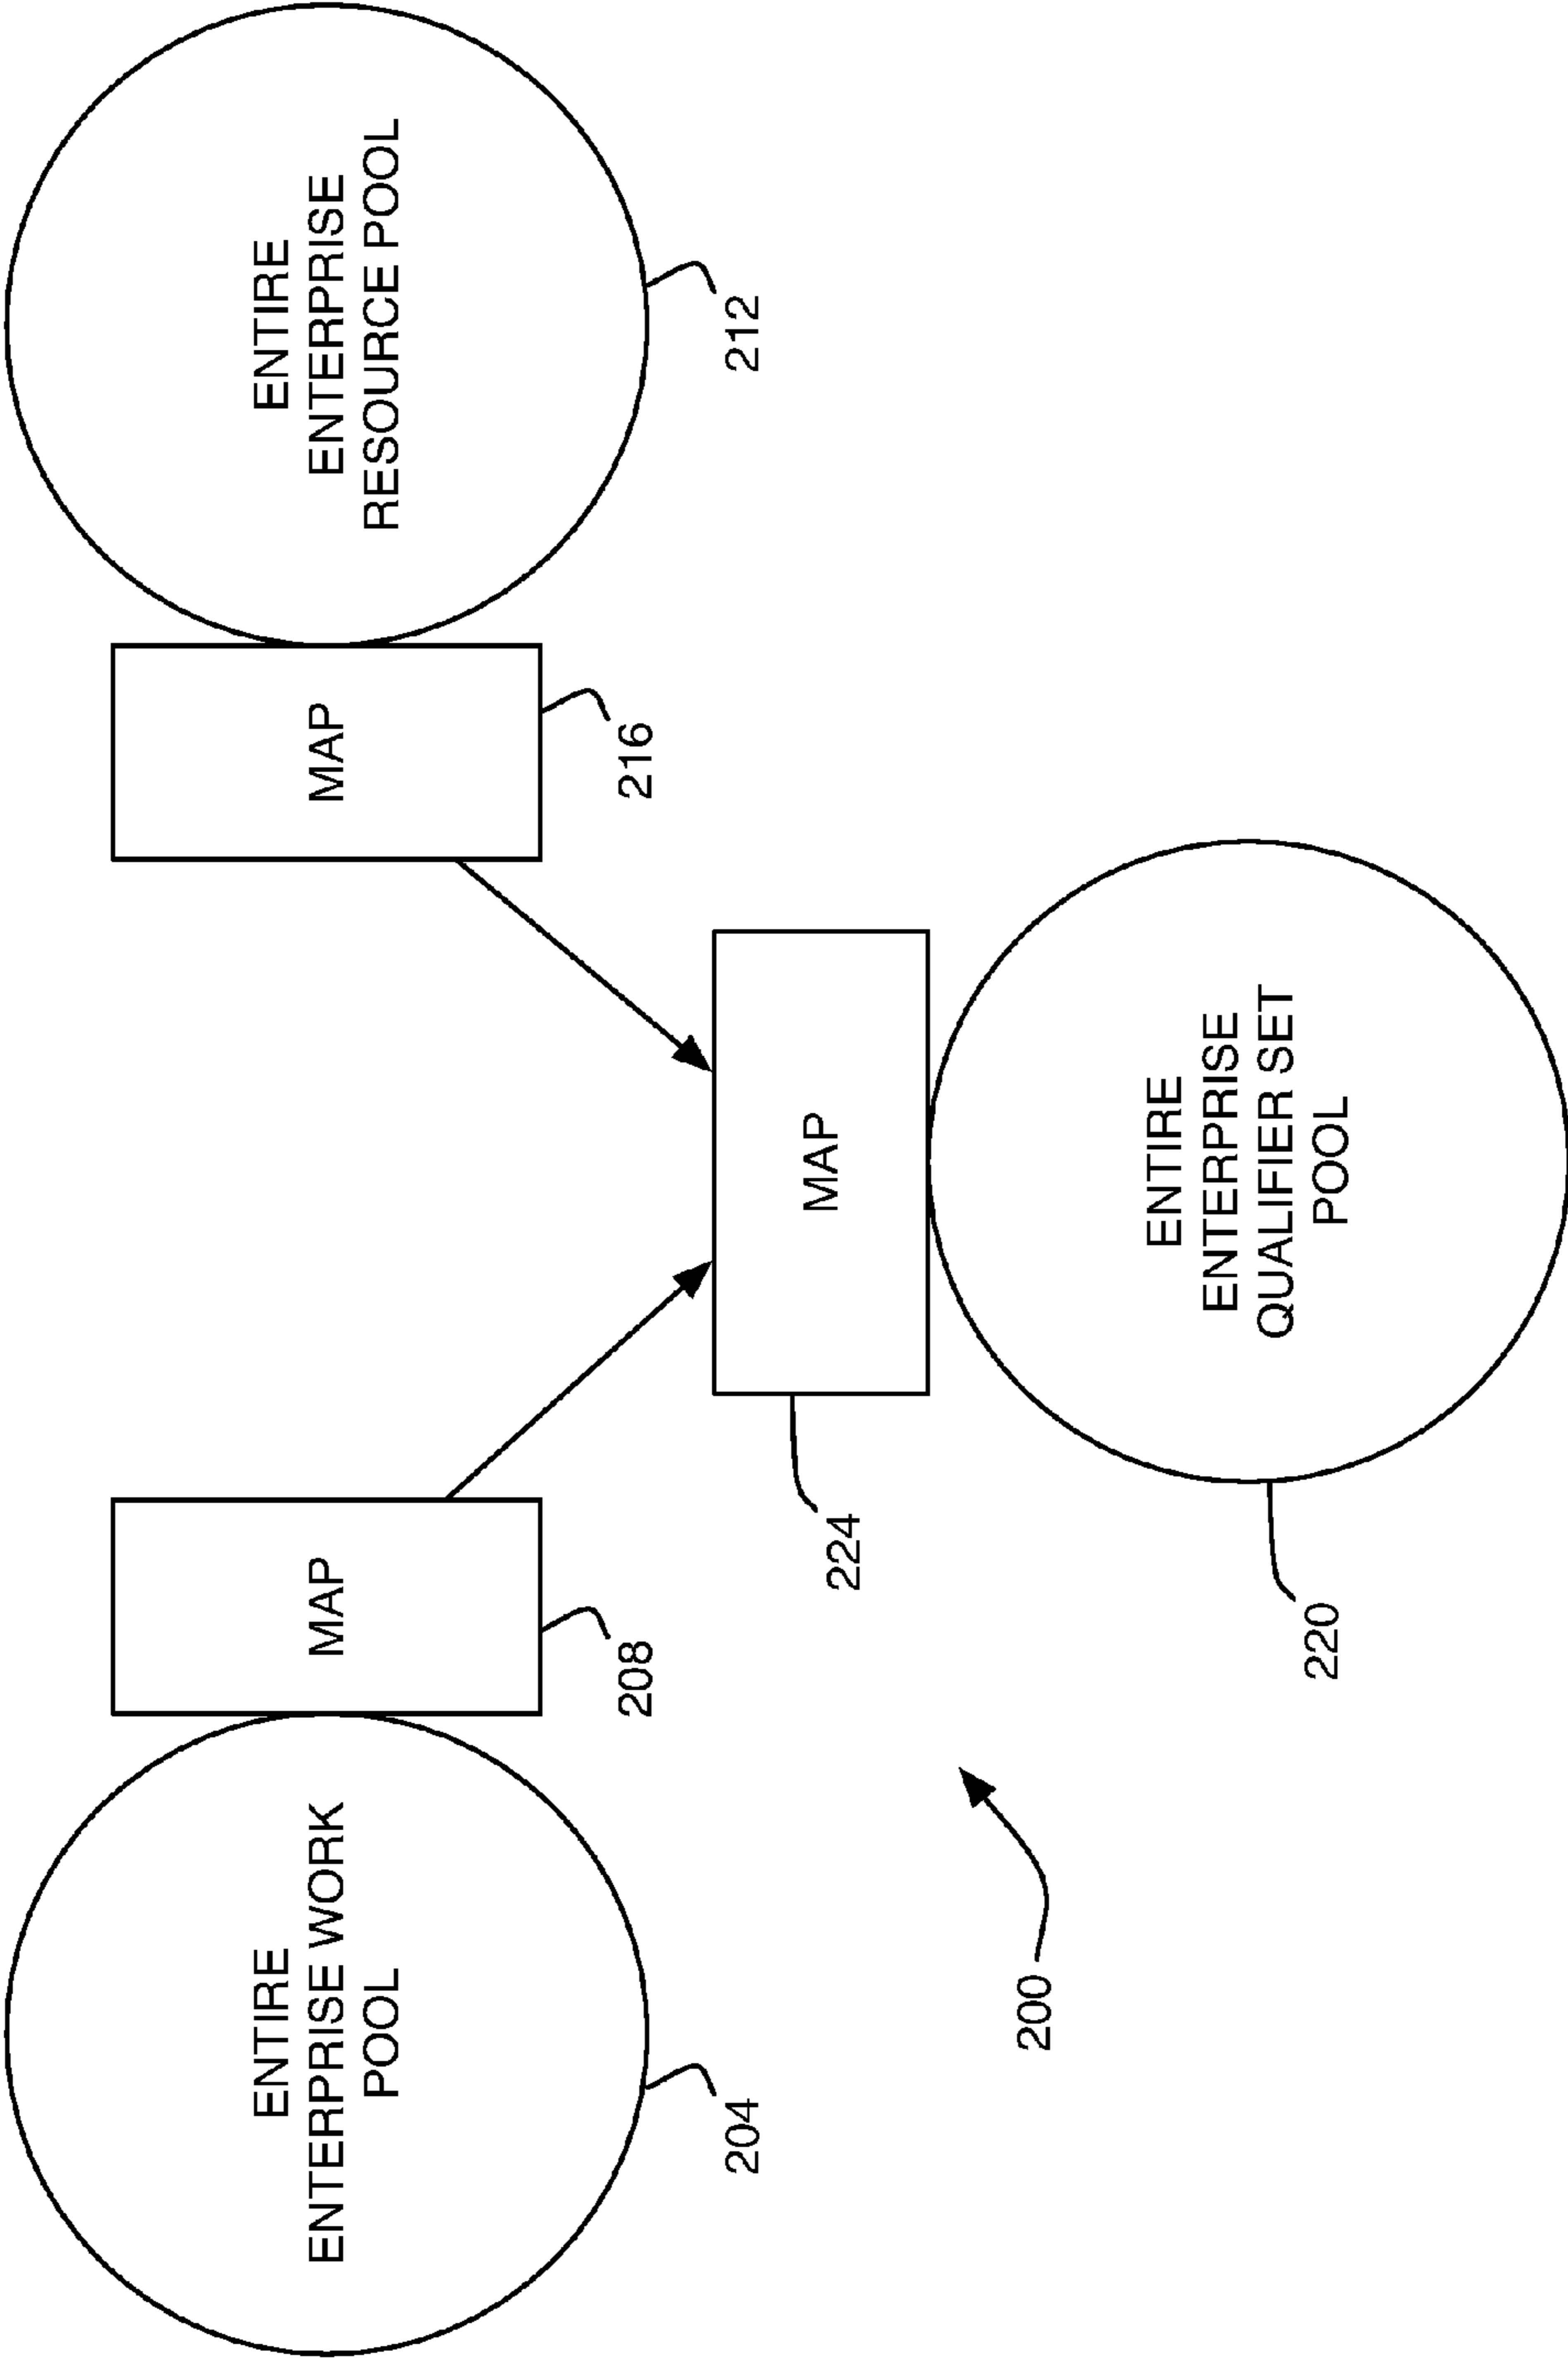 ENTIRE
ENTERPRISE WORK
POOL
204
MAP
208
MAP
216
ENTIRE
ENTERPRISE
RESOURCE POOL
212
MAP
224
ENTIRE
ENTERPRISE
QUALIFIER SET
POOL
220
200